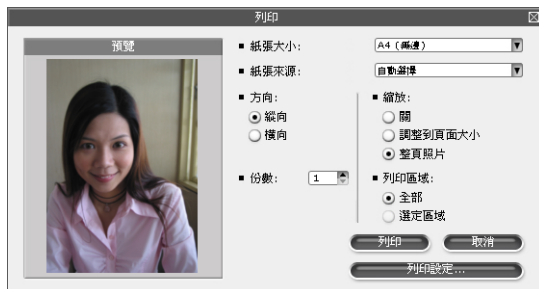 列印
預覽
■ 紙張大小: A4 (無邊)
■ 紙張來源: 自動選擇
■ 方向:
縱向
橫向
■ 份數: 1
■ 縮放:
關
調整到頁面大小
整頁照片
■ 列印區域:
全部
選定區域
列印 取消
列印設定...